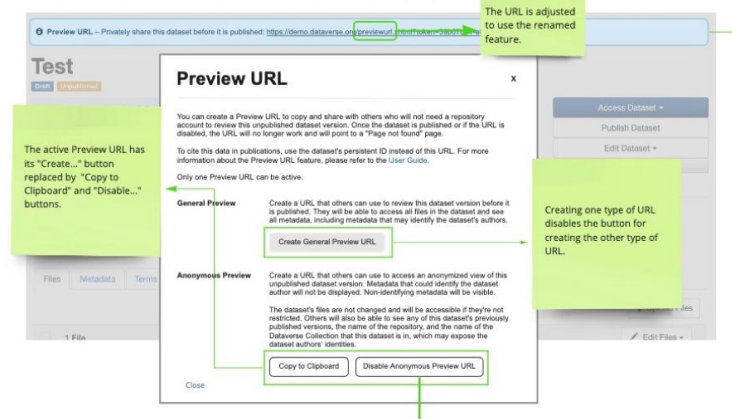 The URL is adjusted
to use the renamed
feature.
Preview URL – Privately share this dataset before it is published: https://demo.dataverse.org/previewurl.
Test
Draft Unpublished
Preview URL x
Access Dataset
Publish Dataset
Edit Dataset
You can create a Preview URL to copy and share with others who will not need a repository
account to review this unpublished dataset version. Once the dataset is published or if the URL is
disabled, the URL will no longer work and will point to a "Page not found" page.
To cite this data in publications, use the dataset's persistent ID instead of this URL. For more
information about the Preview URL feature, please refer to the User Guide.
Only one Preview URL can be active.
The active Preview URL has
its "Create..." button
replaced by "Copy to
Clipboard" and "Disable..."
buttons.
General Preview
Create a URL that others can use to review this dataset version before it
is published. They will be able to access all files in the dataset and see
all metadata, including metadata that may identify the dataset's authors.
Create General Preview URL
Creating one type of URL
disables the button for
creating the other type of
URL.
Anonymous Preview
Create a URL that others can use to access an anonymized view of this
unpublished dataset version. Metadata that could identify the dataset
author will not be displayed. Non-identifying metadata will be visible.
The dataset's files are not changed and will be accessible if they're not
restricted. Others will also be able to see any of this dataset's previously
published versions, the name of the repository, and the name of the
Dataverse Collection that this dataset is in, which may expose the
dataset authors' identities.
Copy to Clipboard Disable Anonymous Preview URL
Close
Files Metadata Terms
Files
1 File
Edit Files